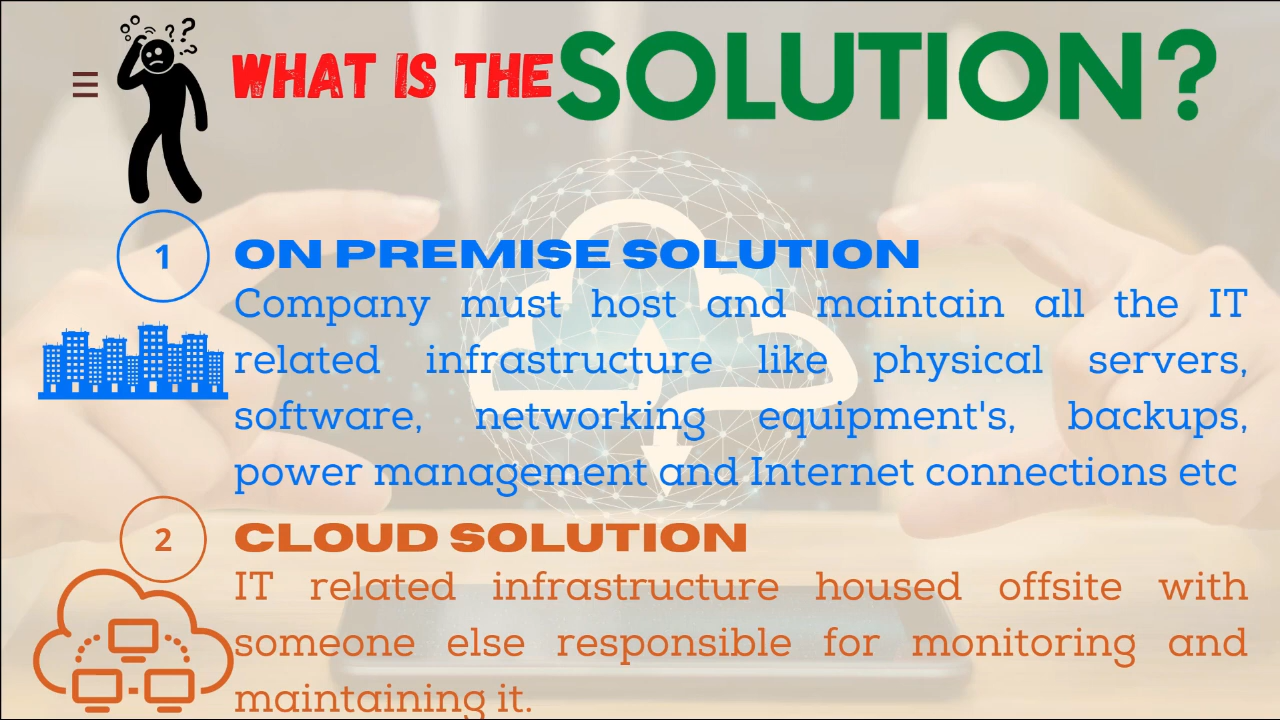 WHAT IS THE SOLUTION?
1
ON PREMISE SOLUTION
Company must host and maintain all the IT
related infrastructure like physical servers,
software, networking equipment's, backups,
power management and Internet connections etc
2
CLOUD SOLUTION
IT related infrastructure housed offsite with
someone else responsible for monitoring and
maintaining it.